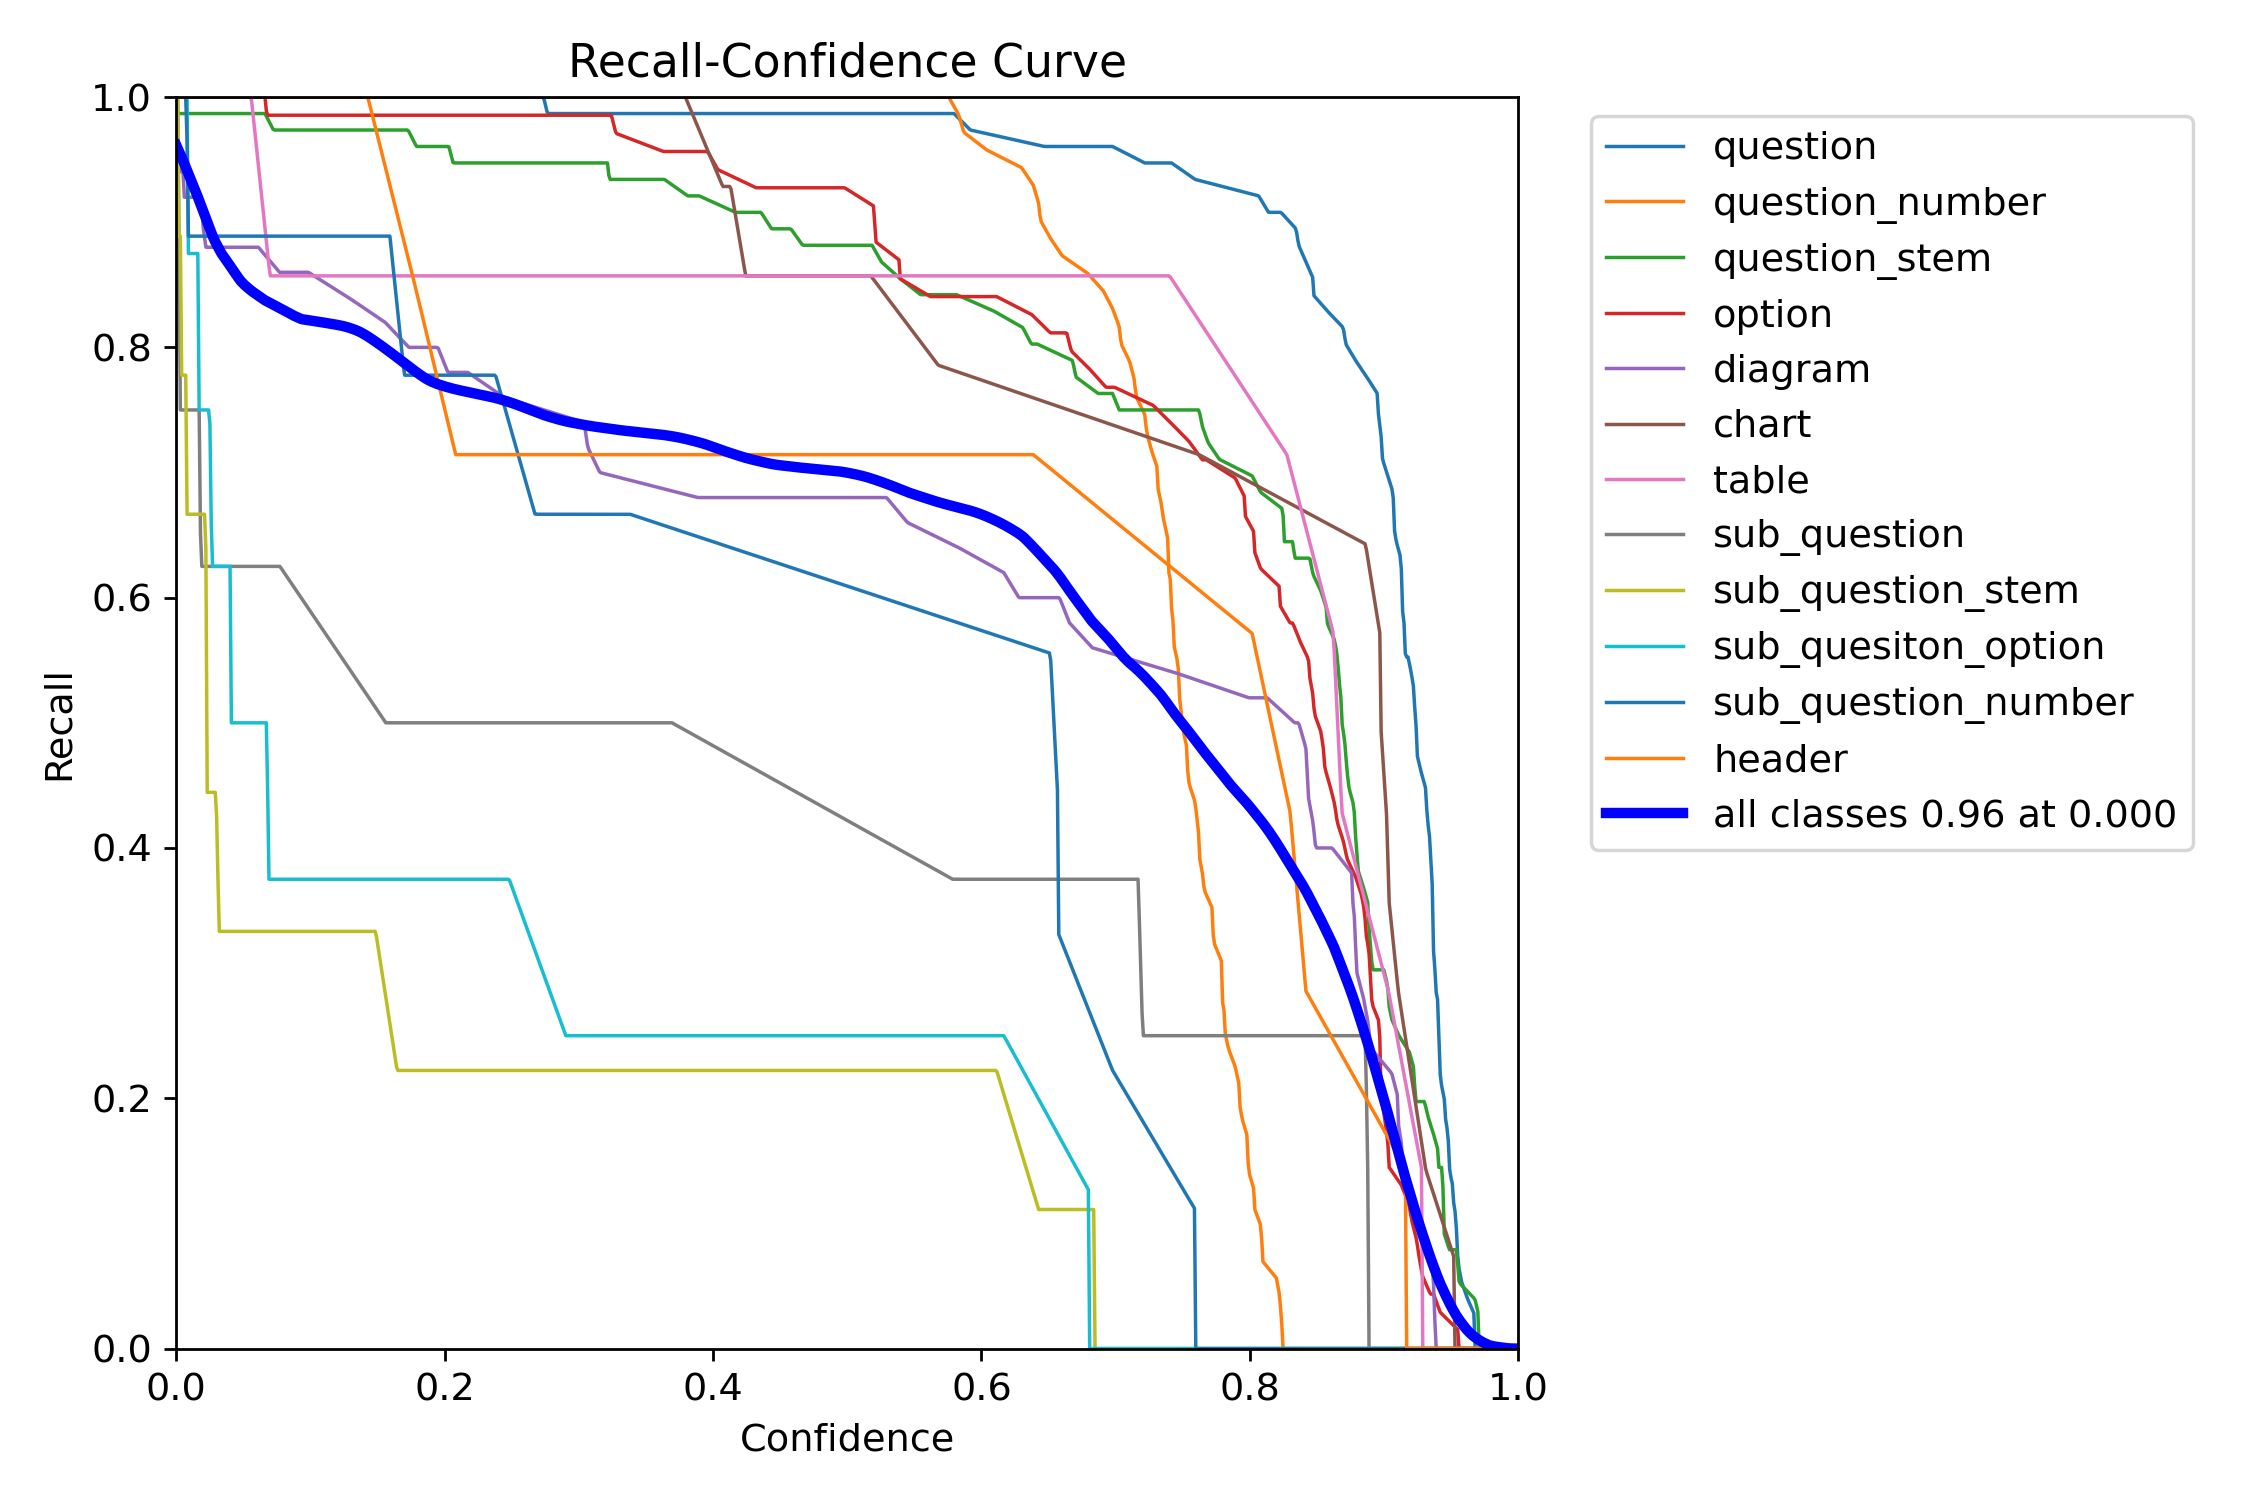 Recall-Confidence Curve
1.0
0.8
0.6
0.4
0.2
0.0
Recall
0.0 0.2 0.4 0.6 0.8 1.0
Confidence
question
question_number
question_stem
option
diagram
chart
table
sub_question
sub_question_stem
sub_quesiton_option
sub_question_number
header
all classes 0.96 at 0.000